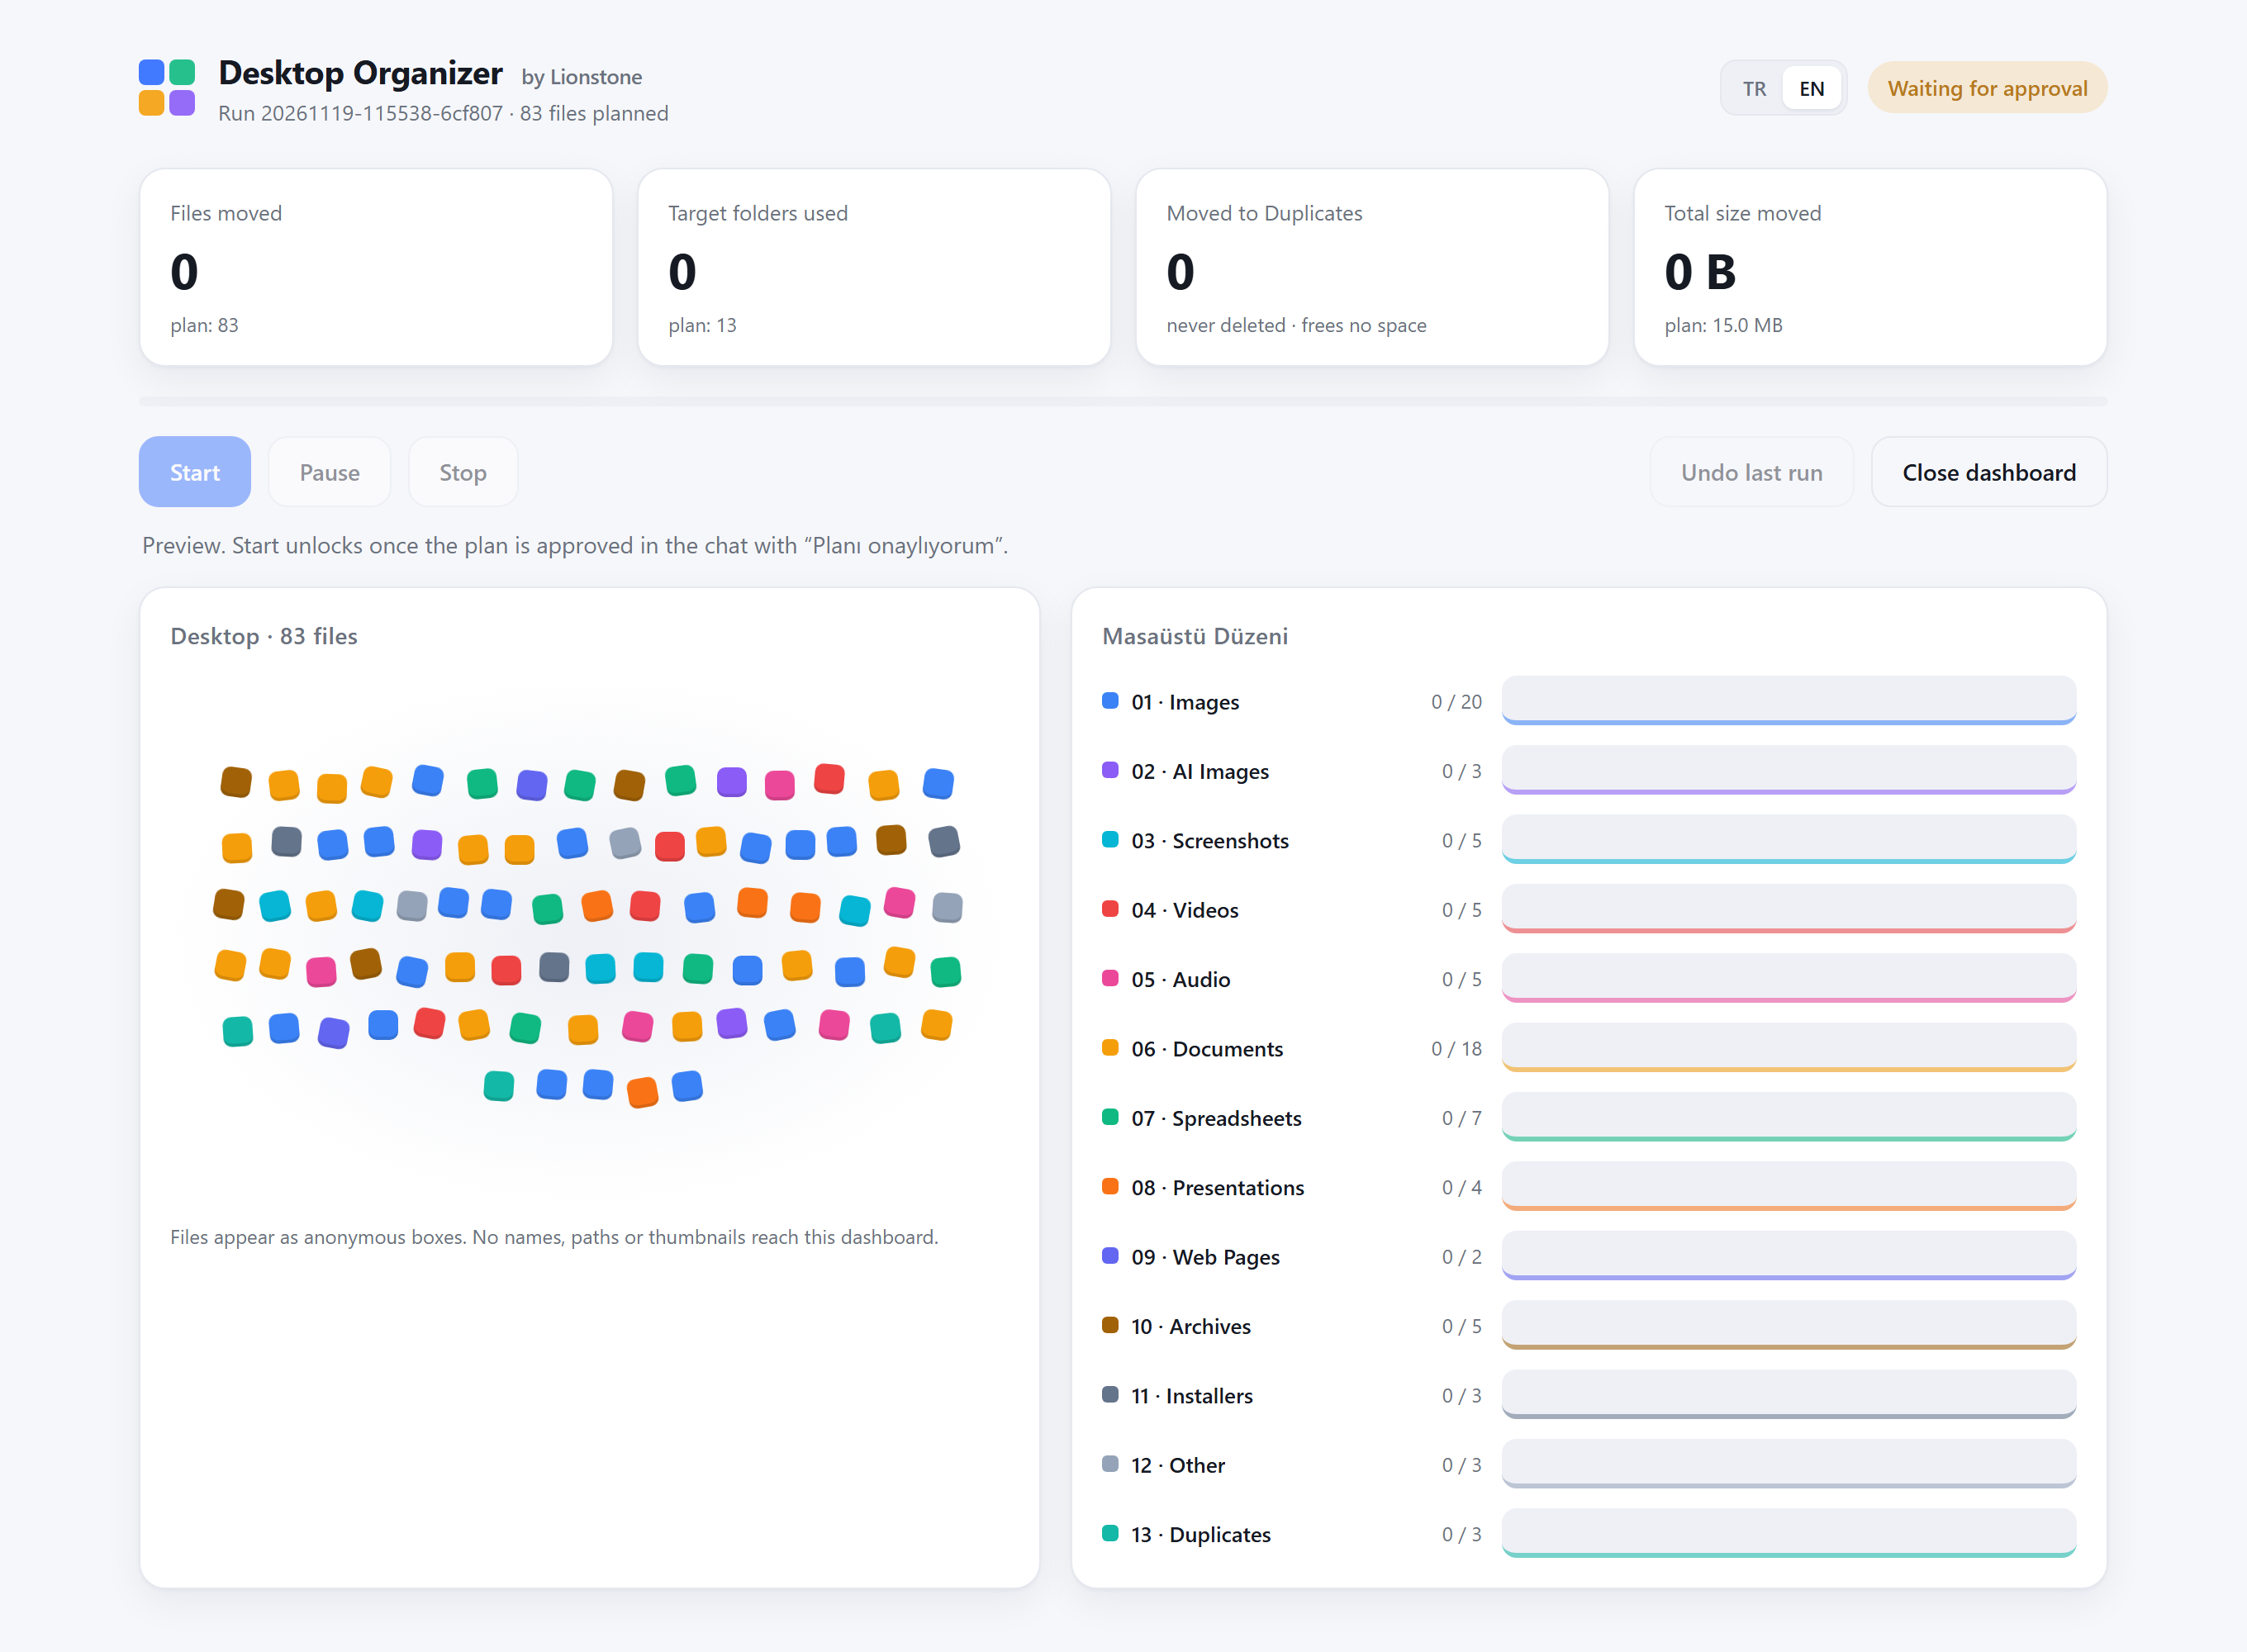 Desktop Organizer by Lionstone
Run 20261119-115538-6cf807 · 83 files planned
TR EN
Waiting for approval
Files moved
0
plan: 83
Target folders used
0
plan: 13
Moved to Duplicates
0
never deleted · frees no space
Total size moved
0 B
plan: 15.0 MB
Start
Pause
Stop
Undo last run
Close dashboard
Preview. Start unlocks once the plan is approved in the chat with “Planı onaylıyorum”.
Desktop · 83 files
Files appear as anonymous boxes. No names, paths or thumbnails reach this dashboard.
Masaüstü Düzeni
01 · Images 0 / 20
02 · AI Images 0 / 3
03 · Screenshots 0 / 5
04 · Videos 0 / 5
05 · Audio 0 / 5
06 · Documents 0 / 18
07 · Spreadsheets 0 / 7
08 · Presentations 0 / 4
09 · Web Pages 0 / 2
10 · Archives 0 / 5
11 · Installers 0 / 3
12 · Other 0 / 3
13 · Duplicates 0 / 3